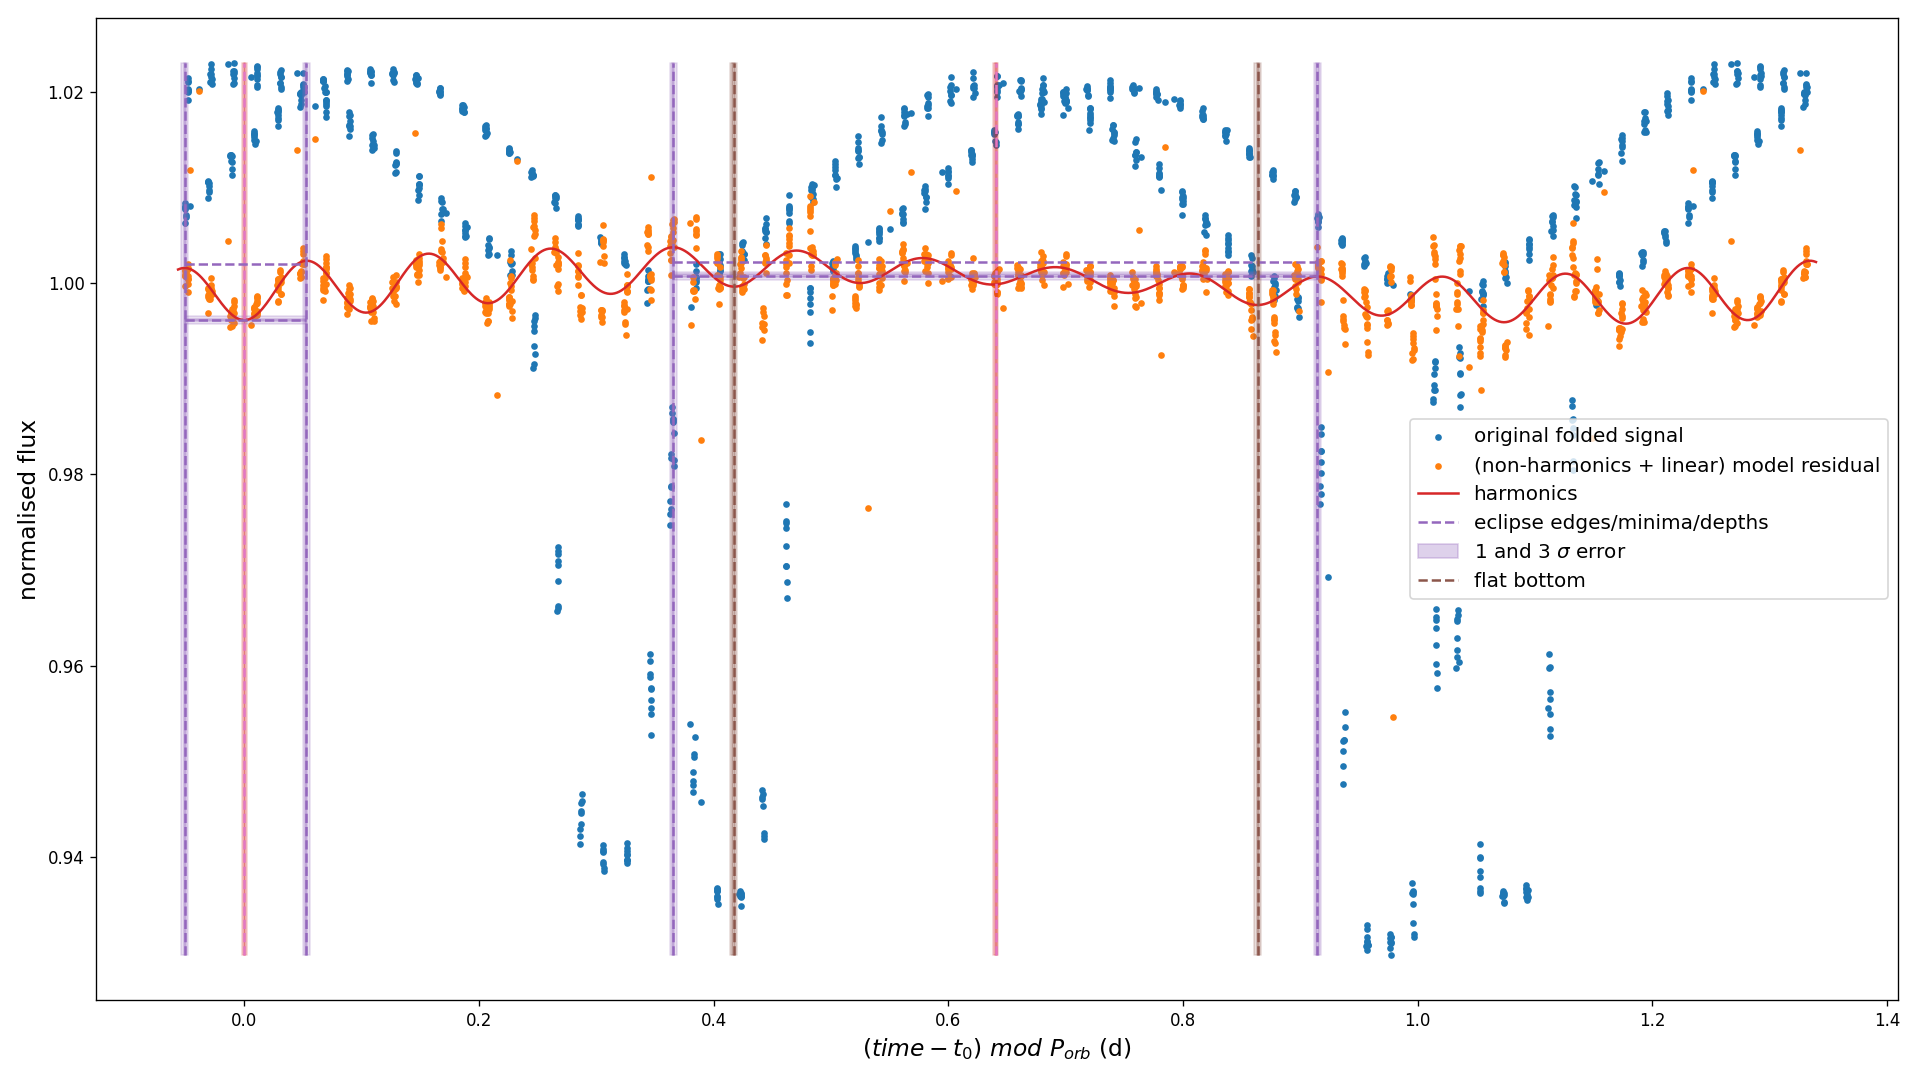 normalised flux
1.02
1.00
0.98
0.96
0.94
original folded signal
(non-harmonics + linear) model residual
harmonics
eclipse edges/minima/depths
1 and 3 σ error
flat bottom
0.0 0.2 0.4 0.6 0.8 1.0 1.2 1.4
(time − t₀) mod Pₒᵣb (d)